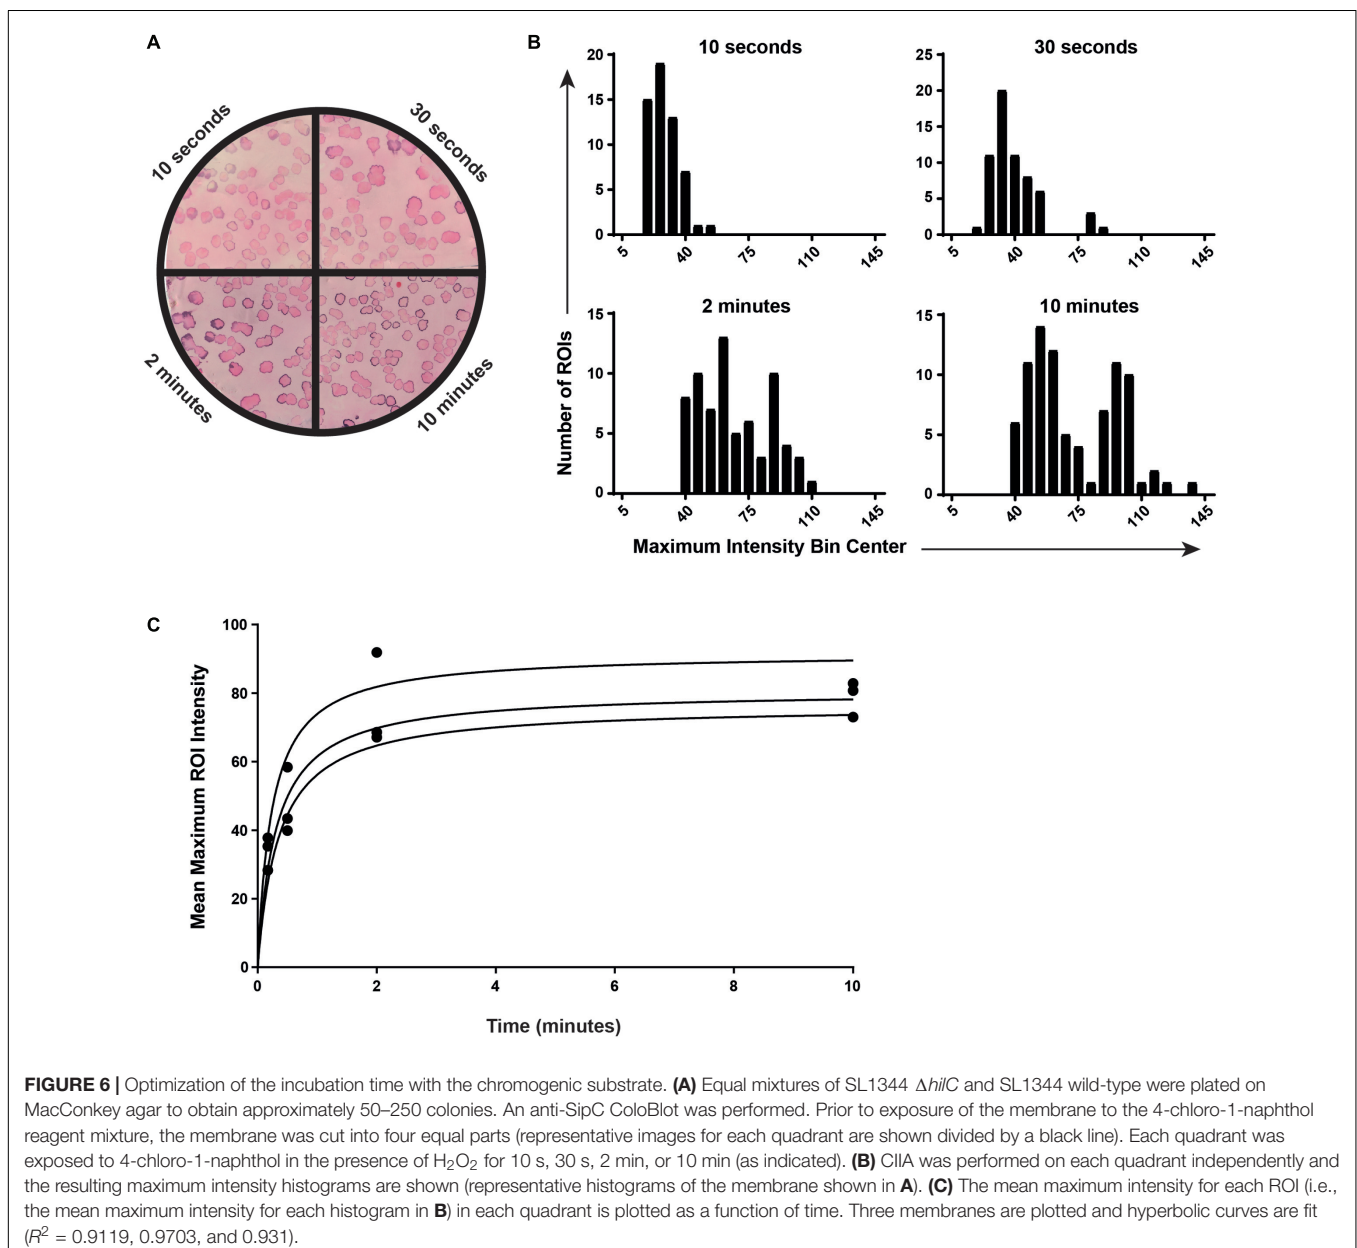 A
10 seconds
30 seconds
2 minutes
10 minutes
B
10 seconds
20
15
10
5
0
5
40
75
110
145
30 seconds
25
20
15
10
5
0
5
40
75
110
145
2 minutes
15
10
5
0
5
40
75
110
145
10 minutes
15
10
5
0
5
40
75
110
145
Number of ROIs
Maximum Intensity Bin Center
C
Mean Maximum ROI Intensity
100
80
60
40
20
0
0
2
4
6
8
10
Time (minutes)
FIGURE 6 | Optimization of the incubation time with the chromogenic substrate. (A) Equal mixtures of SL1344 ΔhilC and SL1344 wild-type were plated on
MacConkey agar to obtain approximately 50–250 colonies. An anti-SipC ColoBlot was performed. Prior to exposure of the membrane to the 4-chloro-1-naphthol
reagent mixture, the membrane was cut into four equal parts (representative images for each quadrant are shown divided by a black line). Each quadrant was
exposed to 4-chloro-1-naphthol in the presence of H₂O₂ for 10 s, 30 s, 2 min, or 10 min (as indicated). (B) CIIA was performed on each quadrant independently and
the resulting maximum intensity histograms are shown (representative histograms of the membrane shown in A). (C) The mean maximum intensity for each ROI (i.e.,
the mean maximum intensity for each histogram in B) in each quadrant is plotted as a function of time. Three membranes are plotted and hyperbolic curves are fit
(R² = 0.9119, 0.9703, and 0.931).